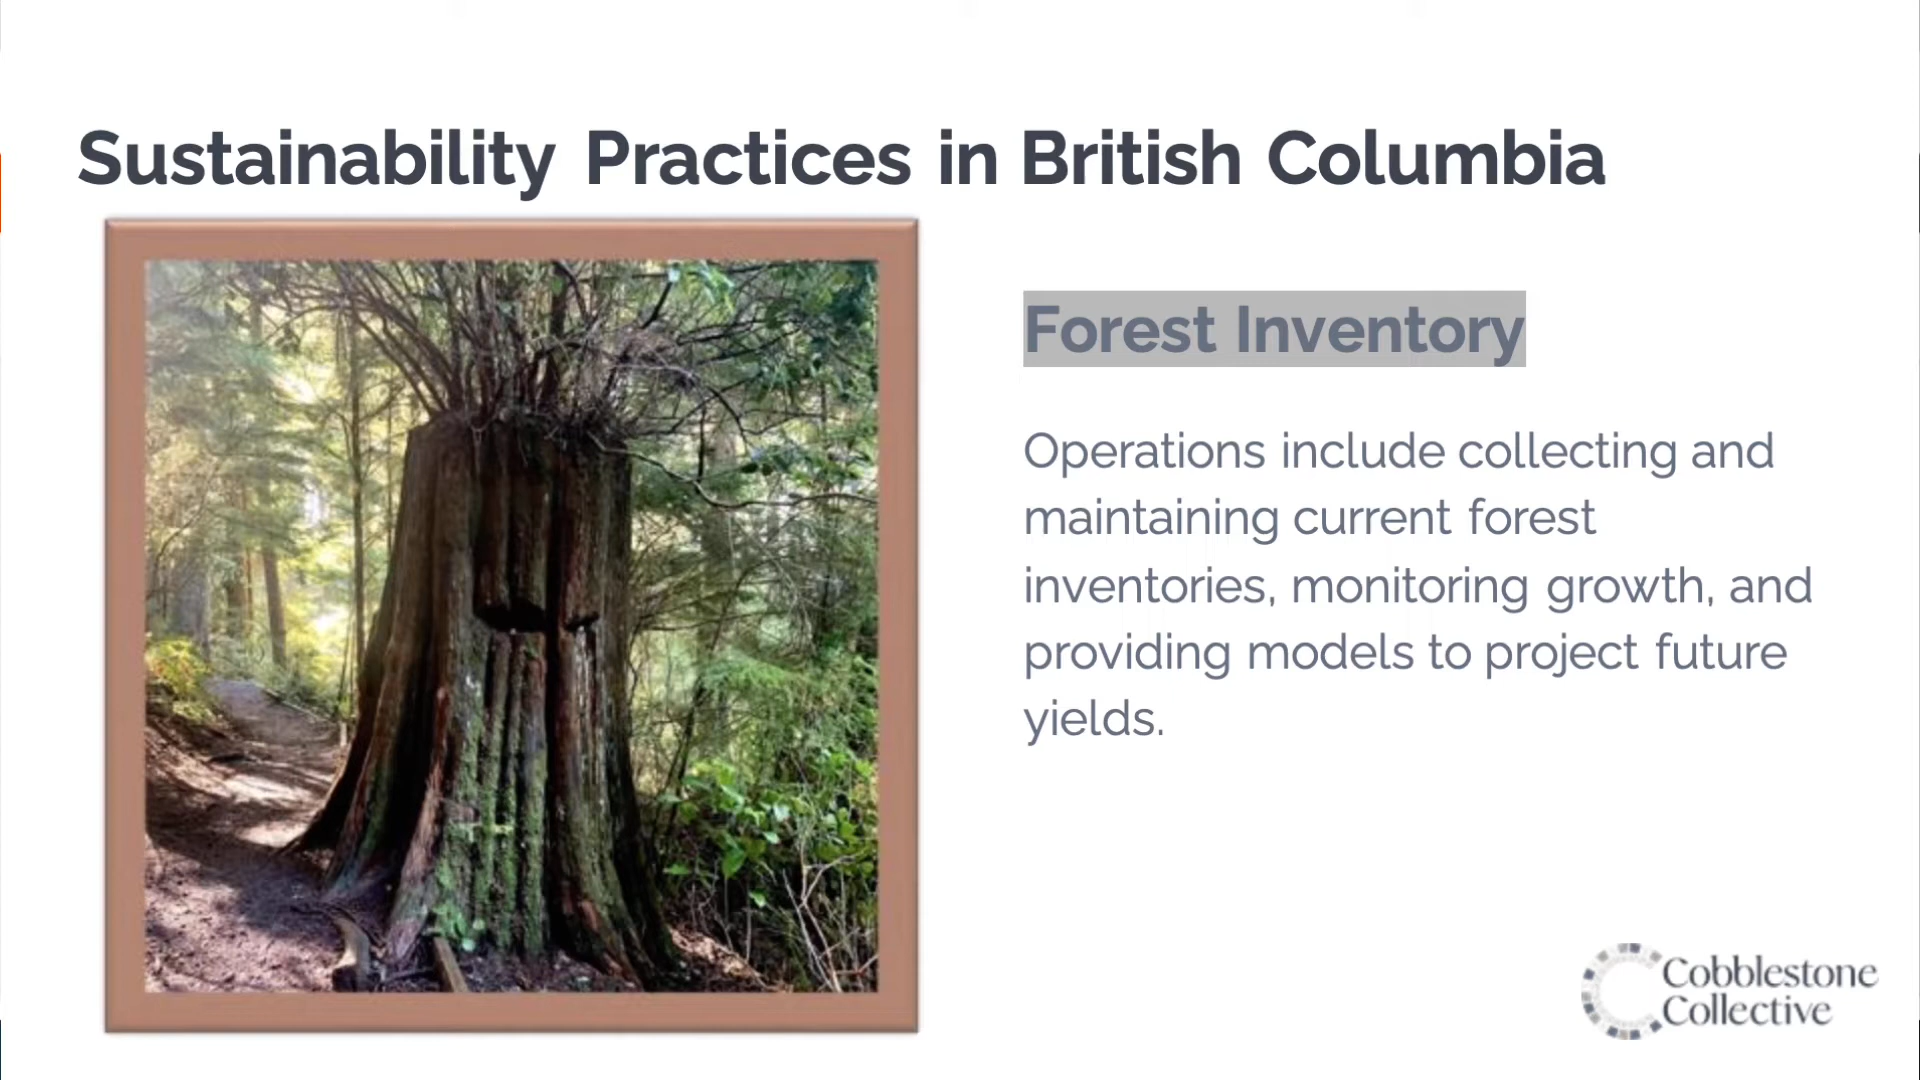 Sustainability Practices in British Columbia
Forest Inventory
Operations include collecting and
maintaining current forest
inventories, monitoring growth, and
providing models to project future
yields.
Cobblestone
Collective